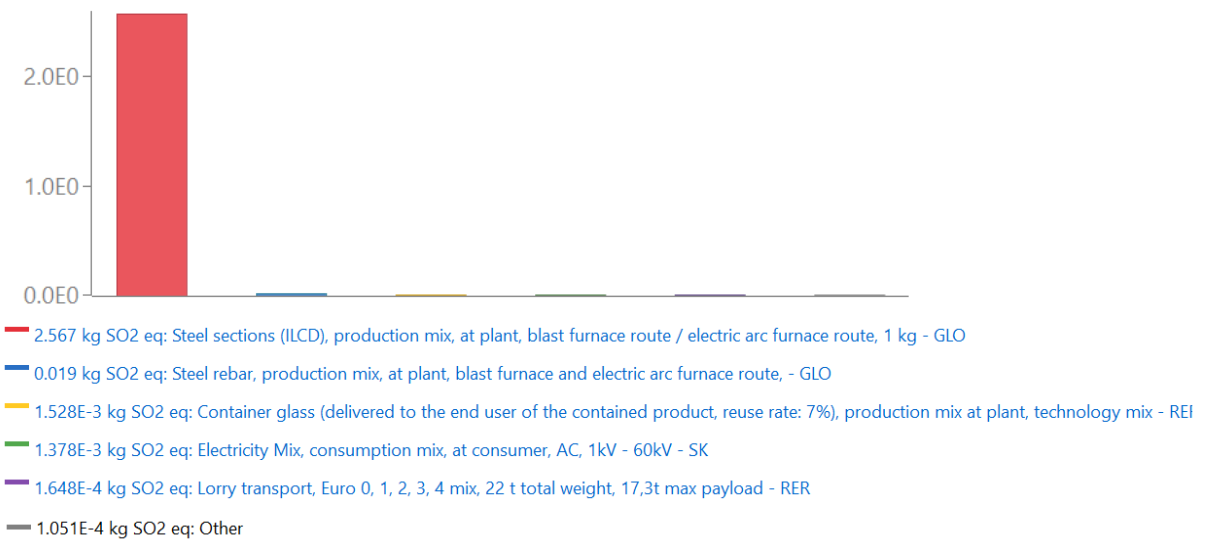 2.0E0
1.0E0
0.0E0
2.567 kg SO2 eq: Steel sections (ILCD), production mix, at plant, blast furnace route / electric arc furnace route, 1 kg - GLO
0.019 kg SO2 eq: Steel rebar, production mix, at plant, blast furnace and electric arc furnace route, - GLO
1.528E-3 kg SO2 eq: Container glass (delivered to the end user of the contained product, reuse rate: 7%), production mix at plant, technology mix -
1.378E-3 kg SO2 eq: Electricity Mix, consumption mix, at consumer, AC, 1kV - 60kV - SK
1.648E-4 kg SO2 eq: Lorry transport, Euro 0, 1, 2, 3, 4 mix, 22 t total weight, 17,3t max payload - RER
1.051E-4 kg SO2 eq: Other